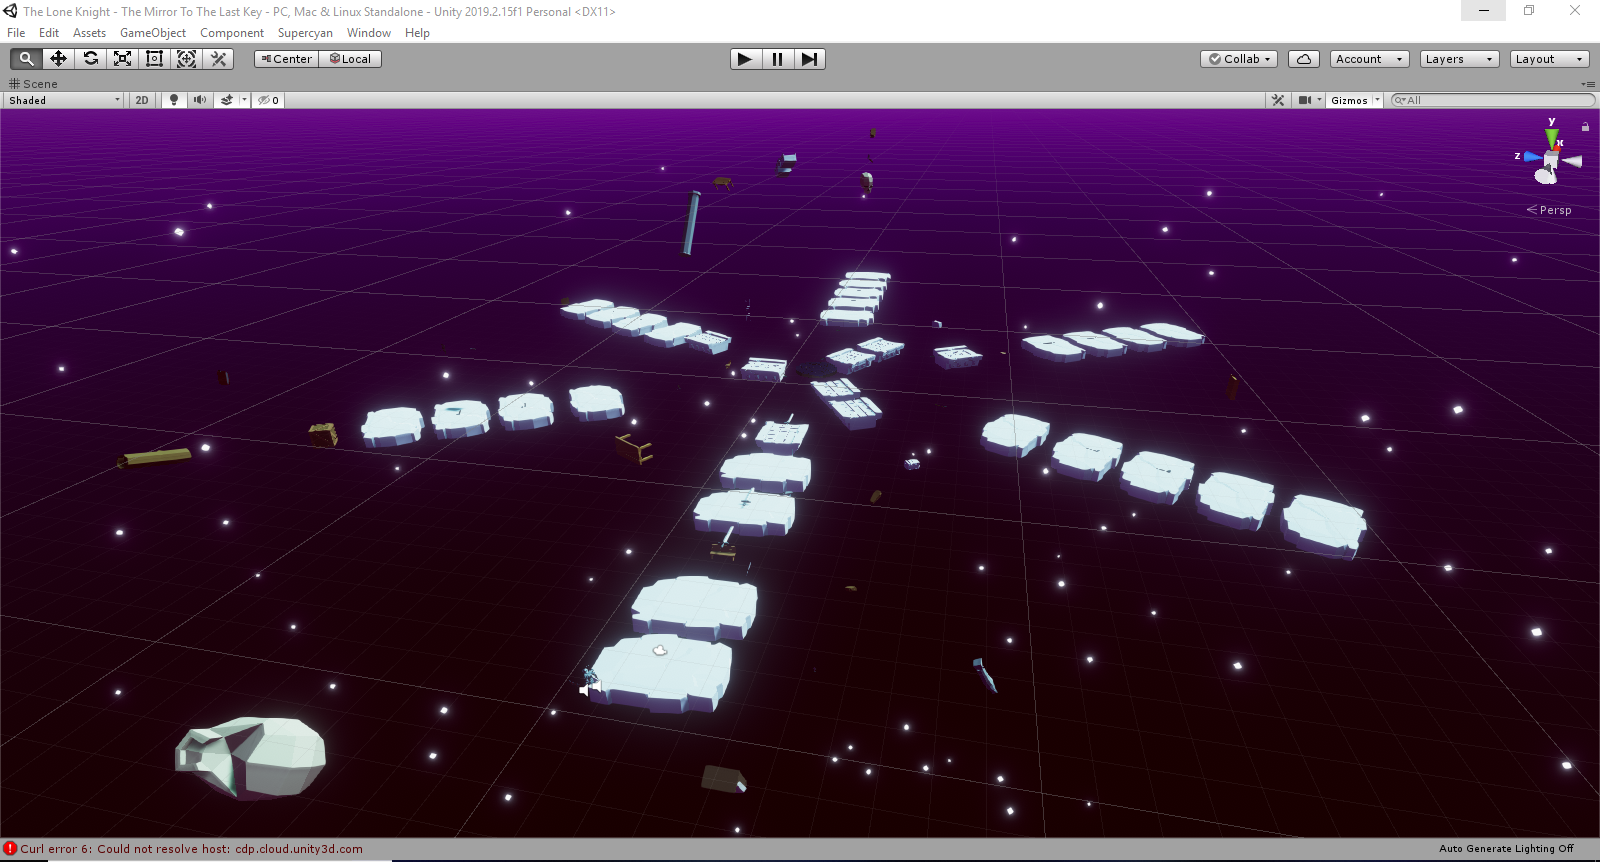 The Lone Knight - The Mirror To The Last Key - PC, Mac & Linux Standalone - Unity 2019.2.15f1 Personal <DX11>
File Edit Assets GameObject Component Supercyan Window Help
Center Local Collab Account Layers Layout
Scene
Shaded 2D 0 Gizmos All
y
x
z
Persp
Curl error 6: Could not resolve host: cdp.cloud.unity3d.com Auto Generate Lighting Off